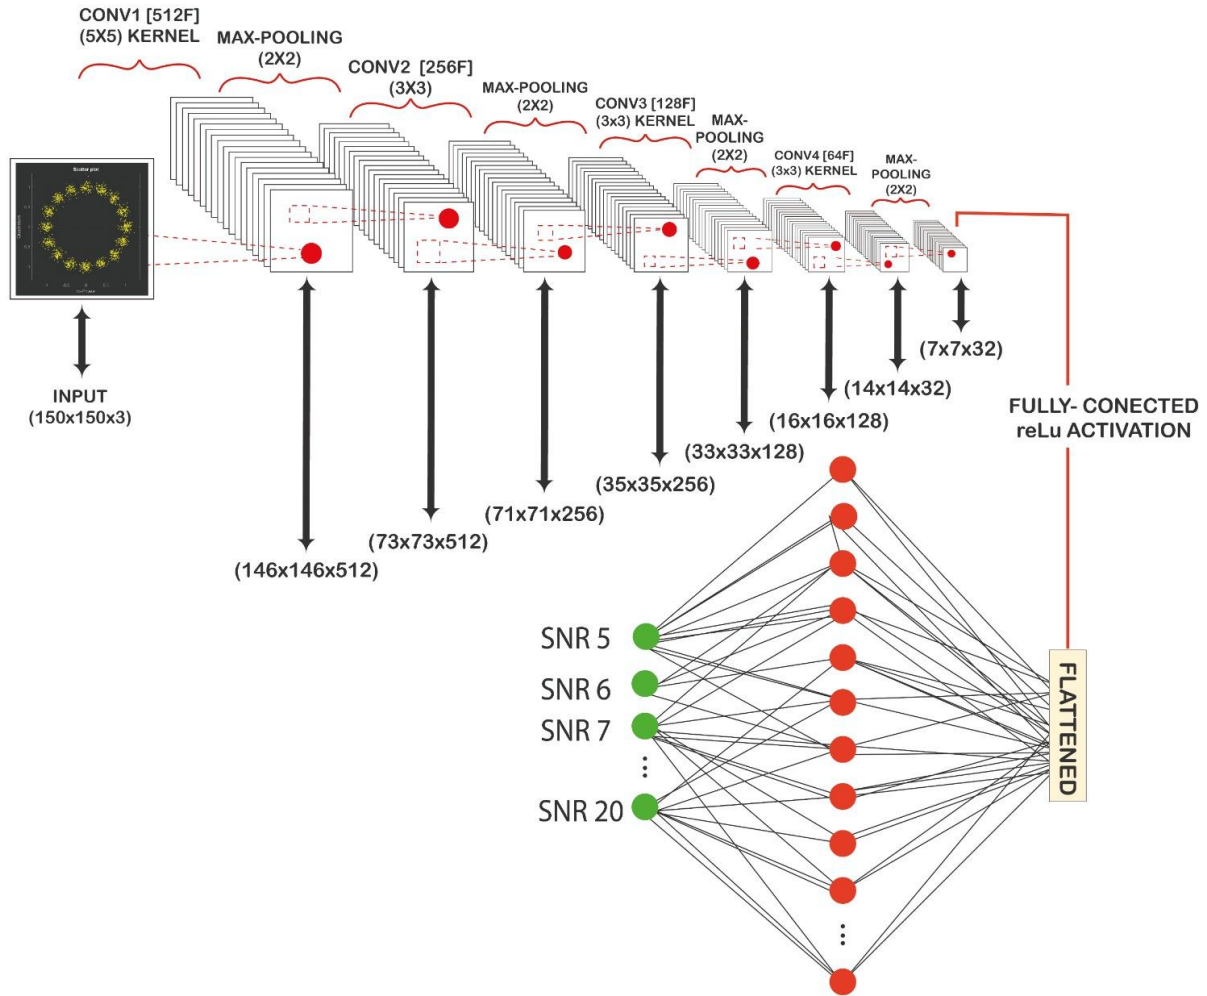 CONV1 [512F]
(5X5) KERNEL
MAX-POOLING
(2X2)
CONV2 [256F]
(3X3)
MAX-POOLING
(2X2)
CONV3 [128F]
(3x3) KERNEL
MAX-
POOLING
(2X2)
CONV4 [64F]
(3x3) KERNEL
MAX-
POOLING
(2X2)
Scatter plot
INPUT
(150x150x3)
(146x146x512)
(73x73x512)
(71x71x256)
(35x35x256)
(33x33x128)
(16x16x128)
(14x14x32)
(7x7x32)
FULLY- CONECTED
reLu ACTIVATION
FLATTENED
SNR 5
SNR 6
SNR 7
⋮
SNR 20
⋮